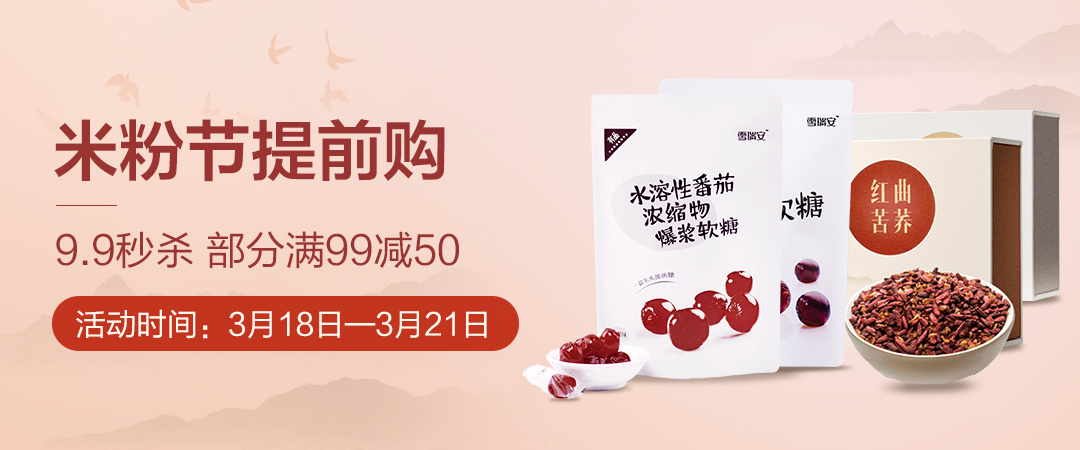 米粉节提前购
9.9秒杀 部分满99减50
活动时间：3月18日—3月21日
雪瑞安
水溶性番茄
浓缩物
爆浆软糖
雪瑞安
软糖
红曲
苦荞